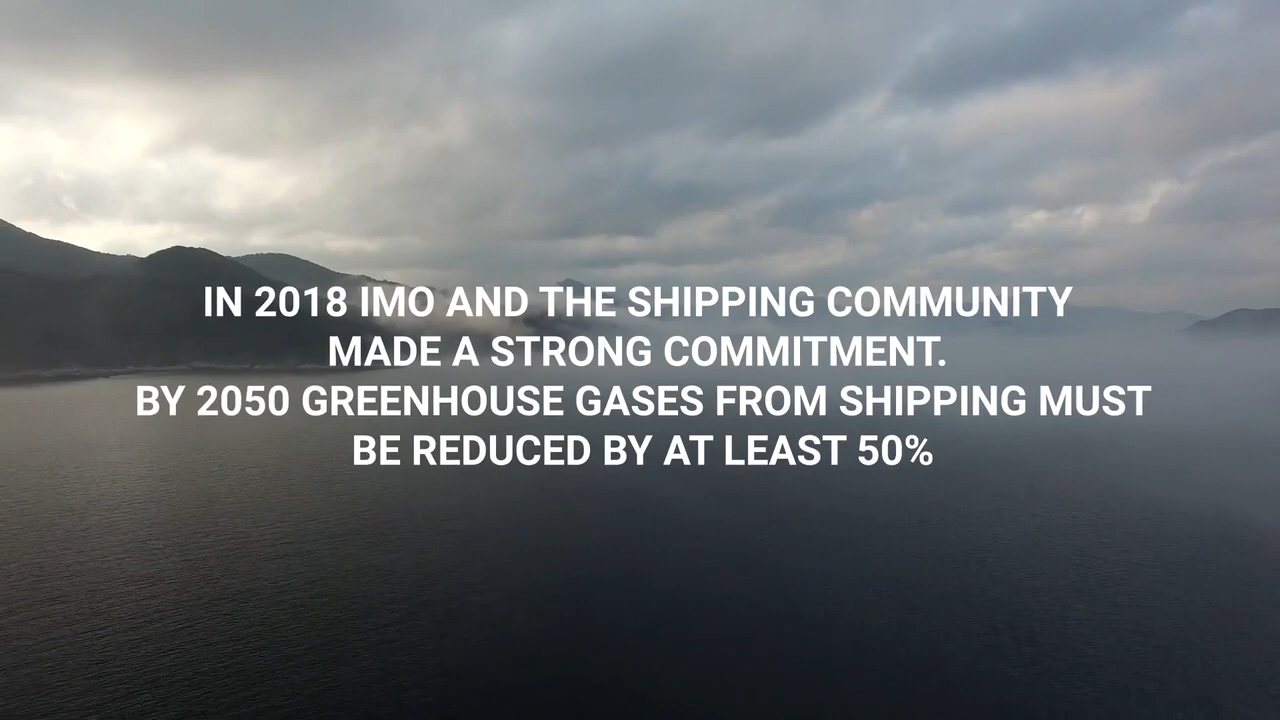 IN 2018 IMO AND THE SHIPPING COMMUNITY
MADE A STRONG COMMITMENT.
BY 2050 GREENHOUSE GASES FROM SHIPPING MUST
BE REDUCED BY AT LEAST 50%